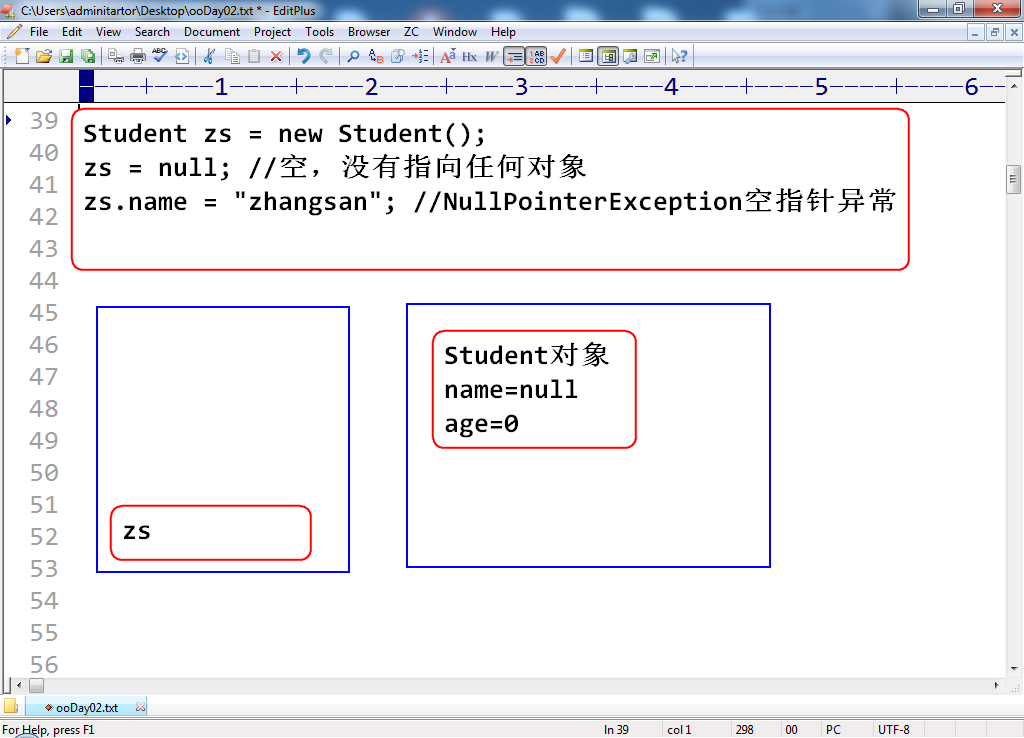 C:\Users\adminitartor\Desktop\ooDay02.txt * - EditPlus
File Edit View Search Document Project Tools Browser ZC Window Help
----+----1----+----2----+----3----+----4----+----5----+----6--
39
40
41
42
43
44
45
46
47
48
49
50
51
52
53
54
55
56
Student zs = new Student();
zs = null; //空，没有指向任何对象
zs.name = "zhangsan"; //NullPointerException空指针异常
Student对象
name=null
age=0
zs
ooDay02.txt
For Help, press F1 ln 39 col 1 298 00 PC UTF-8